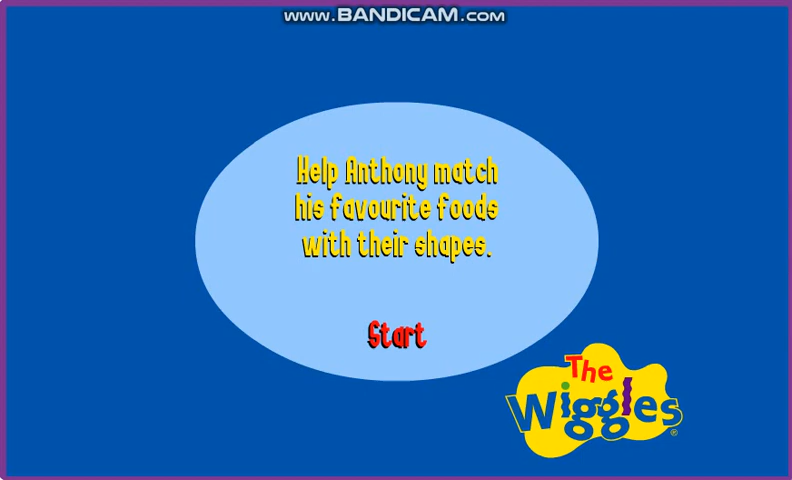 www.BANDICAM.com
Help Anthony match
his favourite foods
with their shapes.
Start
The
Wiggles
®